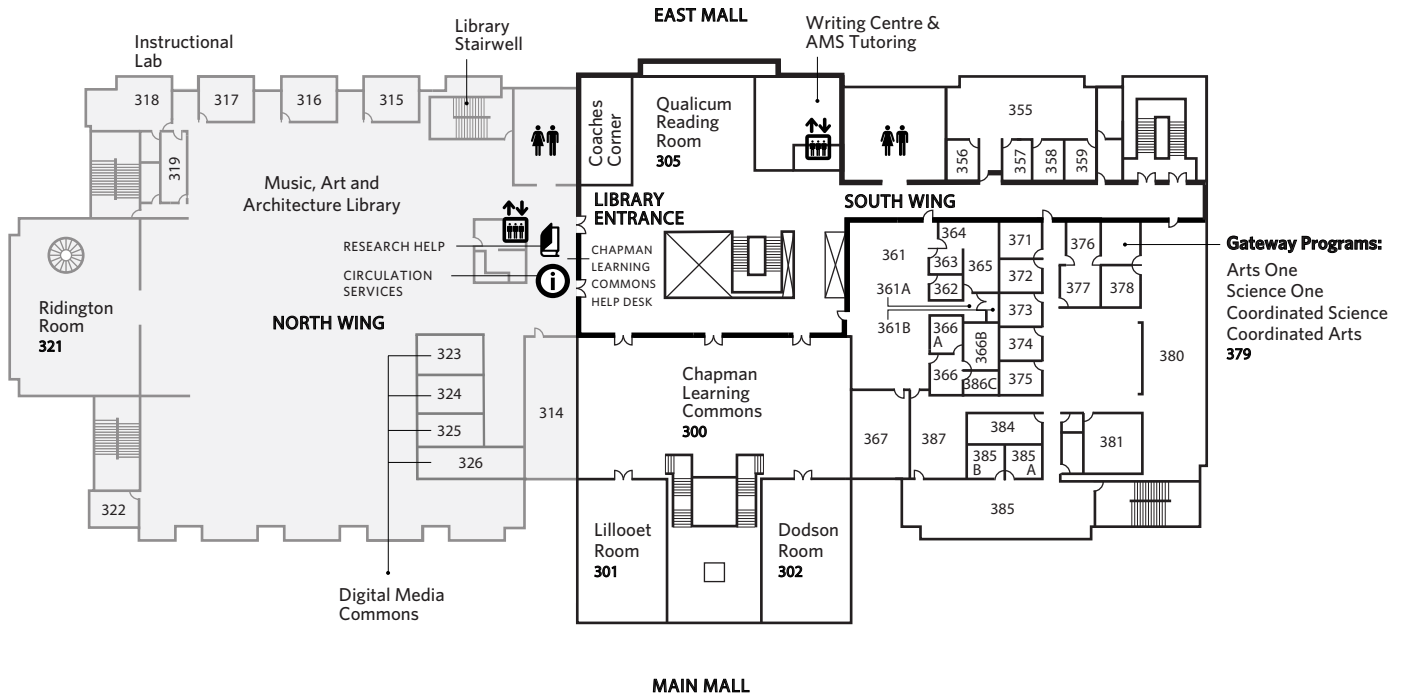 EAST MALL
Instructional
Lab
Library
Stairwell
Writing Centre &
AMS Tutoring
318
317
316
315
319
Coaches
Corner
Qualicum
Reading
Room
305
355
356
357
358
359
Music, Art and
Architecture Library
LIBRARY
ENTRANCE
SOUTH WING
RESEARCH HELP
CIRCULATION
SERVICES
CHAPMAN
LEARNING
COMMONS
HELP DESK
NORTH WING
Ridington
Room
321
361
364
363
362
365
361A
361B
366
A
366B
366
386C
371
372
373
374
375
376
377
378
380
Gateway Programs:
Arts One
Science One
Coordinated Science
Coordinated Arts
379
323
324
325
326
314
Chapman
Learning
Commons
300
367
387
384
385
B
385
A
381
385
322
Lillooet
Room
301
Dodson
Room
302
Digital Media
Commons
MAIN MALL